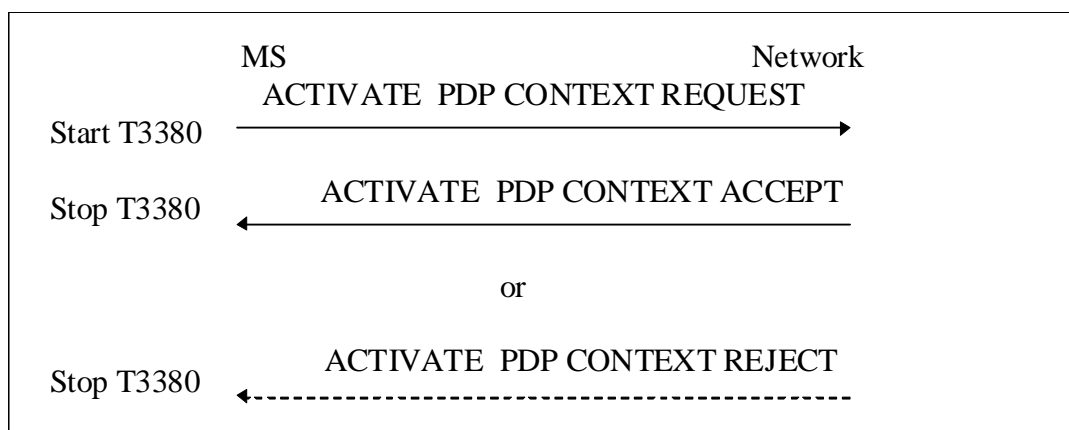 MS Network
ACTIVATE PDP CONTEXT REQUEST
Start T3380
ACTIVATE PDP CONTEXT ACCEPT
Stop T3380
or
ACTIVATE PDP CONTEXT REJECT
Stop T3380